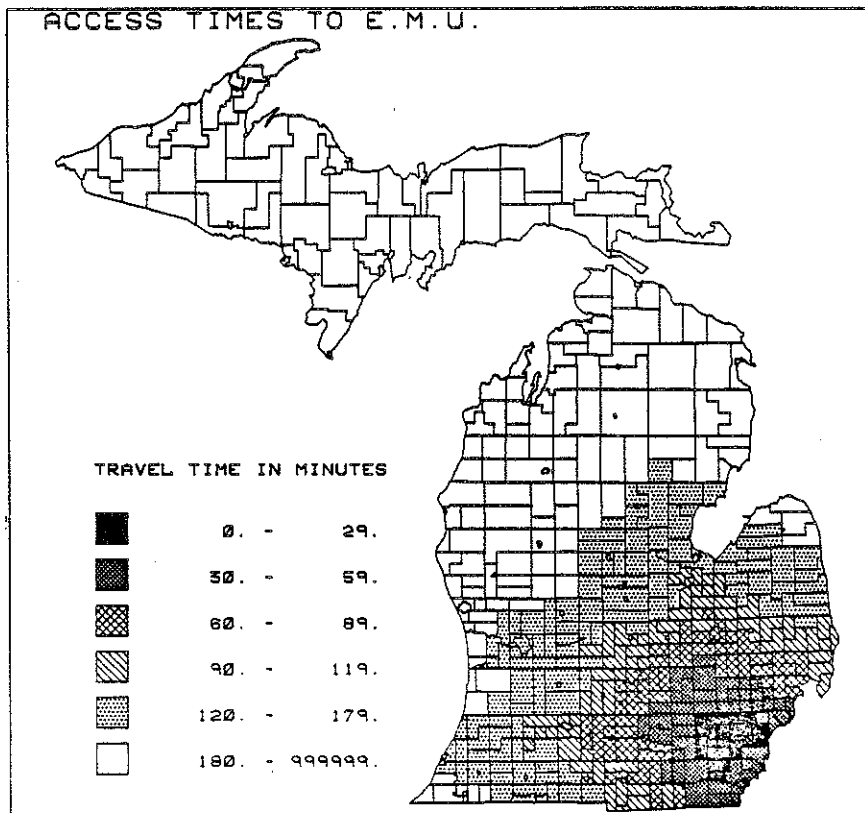 ACCESS TIMES TO E.M.U.
TRAVEL TIME IN MINUTES
0. - 29.
30. - 59.
60. - 89.
90. - 119.
120. - 179.
180. - 999999.